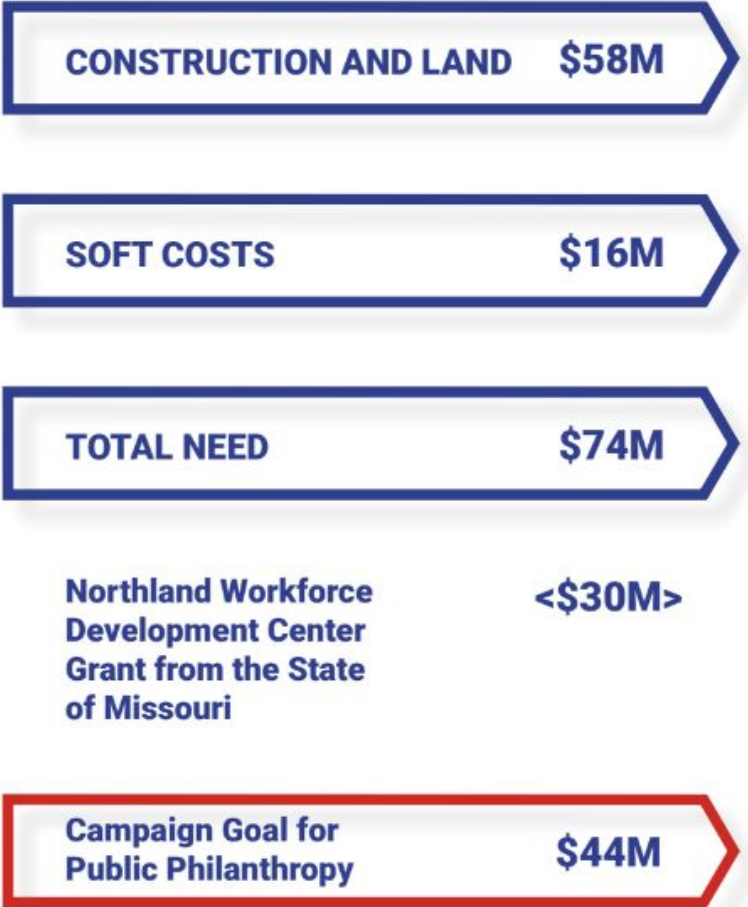 CONSTRUCTION AND LAND $58M
SOFT COSTS $16M
TOTAL NEED $74M
Northland Workforce <$30M>
Development Center
Grant from the State
of Missouri
Campaign Goal for
Public Philanthropy $44M